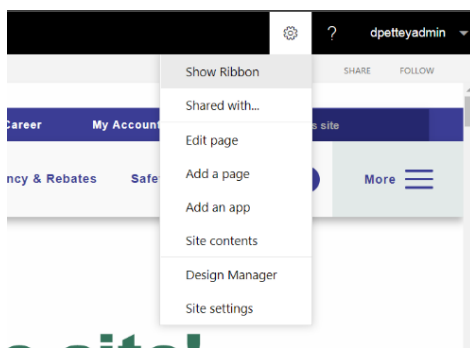 ? dpetteyadmin
Show Ribbon
SHARE FOLLOW
Shared with...
Career My Account s site
Edit page
Add a page
ncy & Rebates Safe More
Add an app
Site contents
Design Manager
Site settings
site!